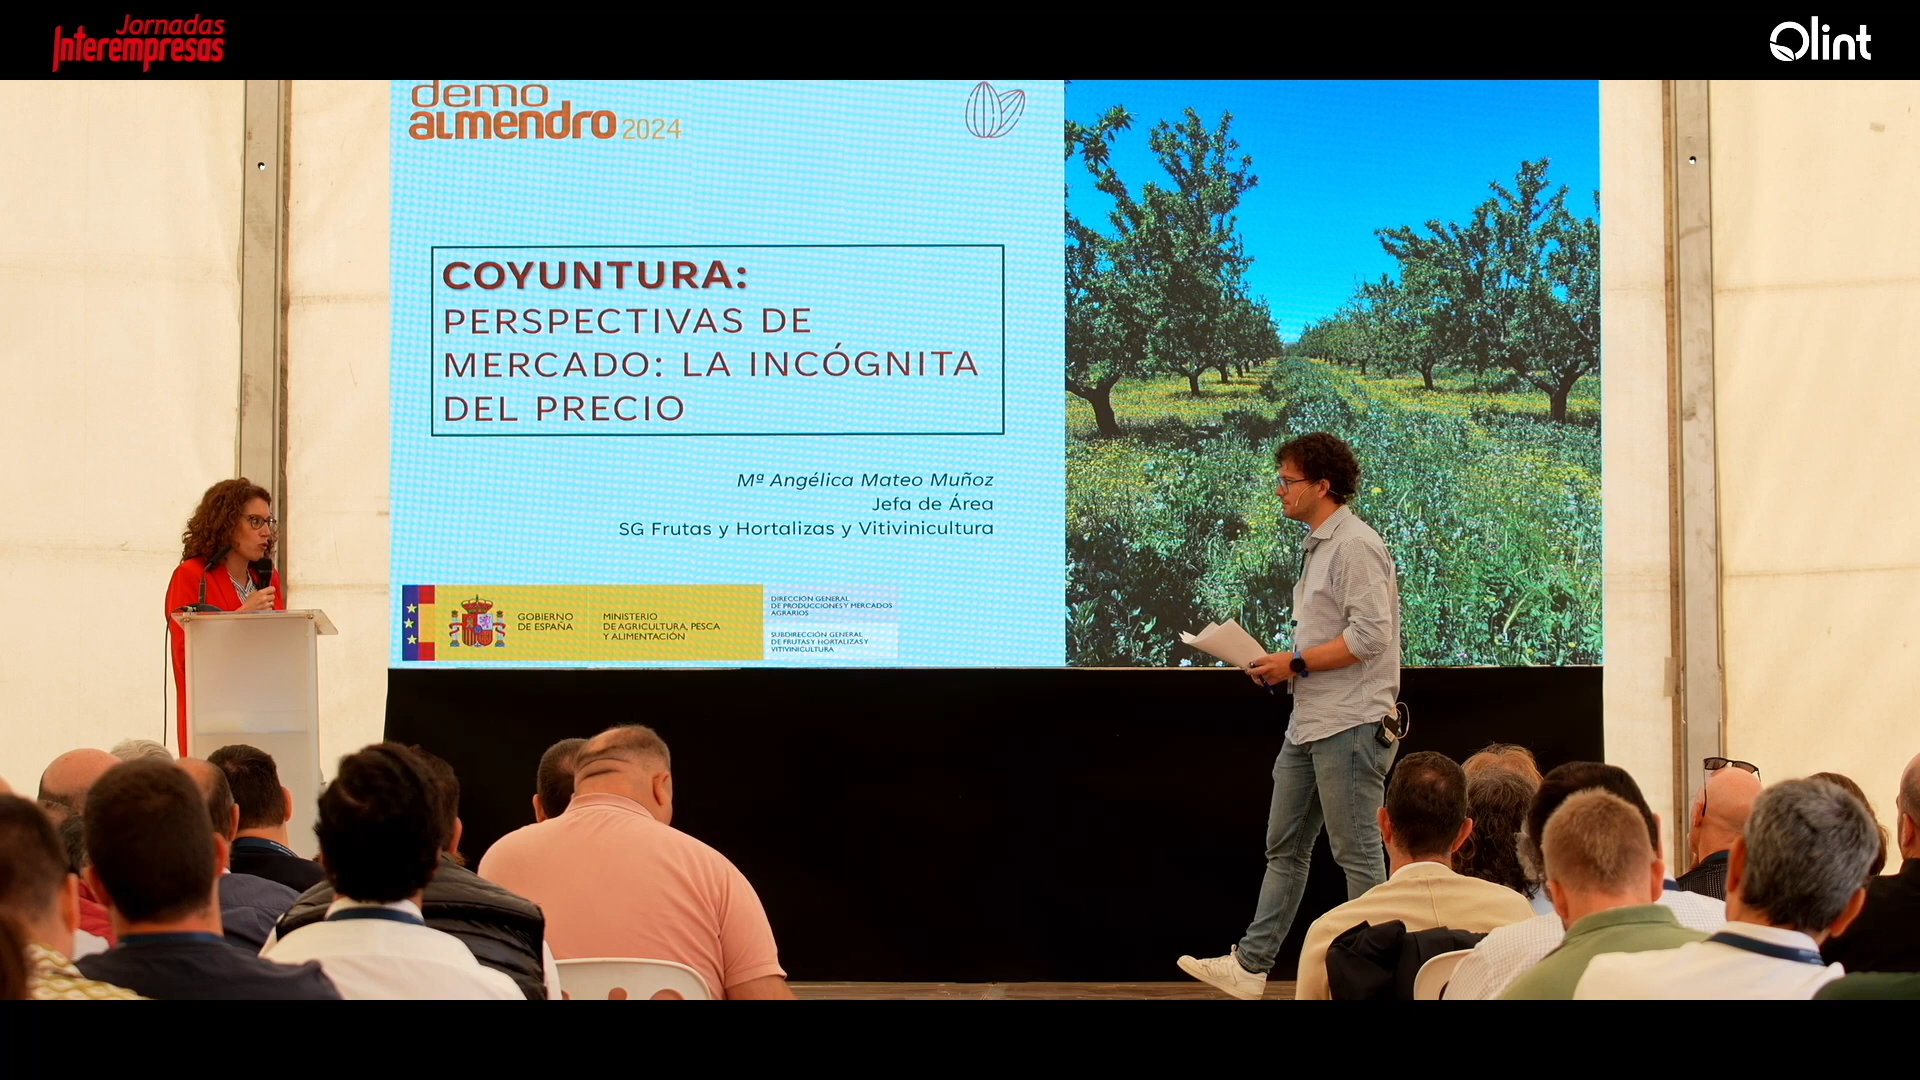 Jornadas
Interempresas
Olint
demo
almendro 2024
COYUNTURA:
PERSPECTIVAS DE
MERCADO: LA INCÓGNITA
DEL PRECIO
Mª Angélica Mateo Muñoz
Jefa de Área
SG Frutas y Hortalizas y Vitivinicultura
GOBIERNO
DE ESPAÑA
MINISTERIO
DE AGRICULTURA, PESCA
Y ALIMENTACIÓN
DIRECCIÓN GENERAL
DE PRODUCCIONES Y MERCADOS
AGRARIOS
SUBDIRECCIÓN GENERAL
DE FRUTAS Y HORTALIZAS Y
VITIVINICULTURA